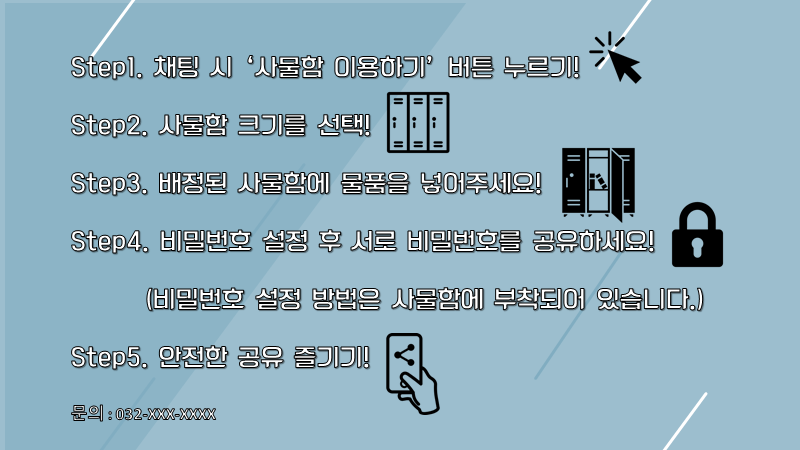 Step1. 채팅 시 ‘사물함 이용하기’ 버튼 누르기!
Step2. 사물함 크기를 선택!
Step3. 배정된 사물함에 물품을 넣어주세요!
Step4. 비밀번호 설정 후 서로 비밀번호를 공유하세요!
(비밀번호 설정 방법은 사물함에 부착되어 있습니다.)
Step5. 안전한 공유 즐기기!
문의 : 032-XXX-XXXX